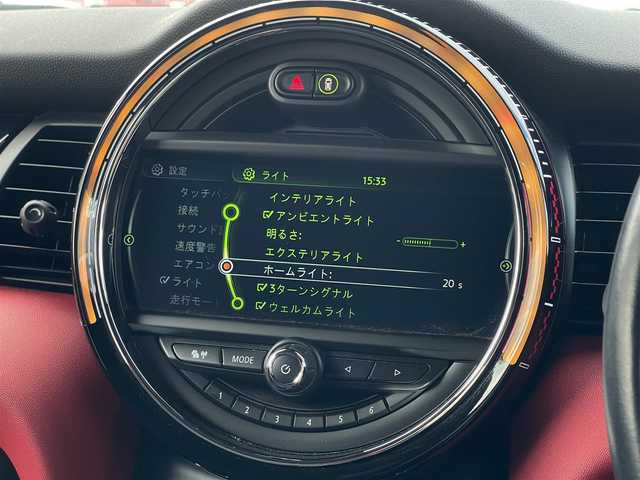 設定
ライト 15:33
タッチパ
接続
サウンド
速度警告
エアコン
ライト
走行モー
インテリアライト
アンビエントライト
明るさ: - +
エクステリアライト
ホームライト: 20 s
3ターンシグナル
ウェルカムライト
MODE
1 2 3 4 5 6